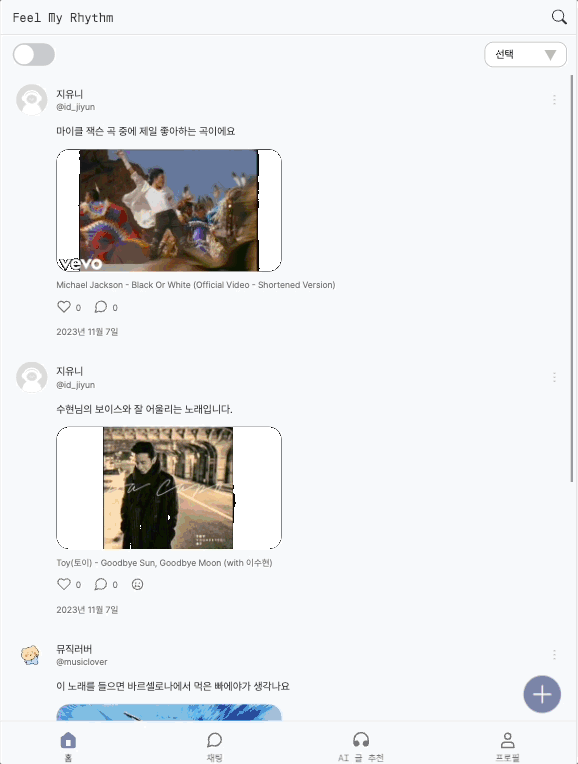 Feel My Rhythm
선택
지유니
@id_jiyun
마이클 잭슨 곡 중에 제일 좋아하는 곡이에요
vevo
Michael Jackson - Black Or White (Official Video - Shortened Version)
0 0
2023년 11월 7일
지유니
@id_jiyun
수현님의 보이스와 잘 어울리는 노래입니다.
Da Capo
Toy(토이) - Goodbye Sun, Goodbye Moon (with 이수현)
0 0
2023년 11월 7일
뮤직러버
@musiclover
이 노래를 들으면 바르셀로나에서 먹은 빠에야가 생각나요
홈 채팅 AI 글 추천 프로필